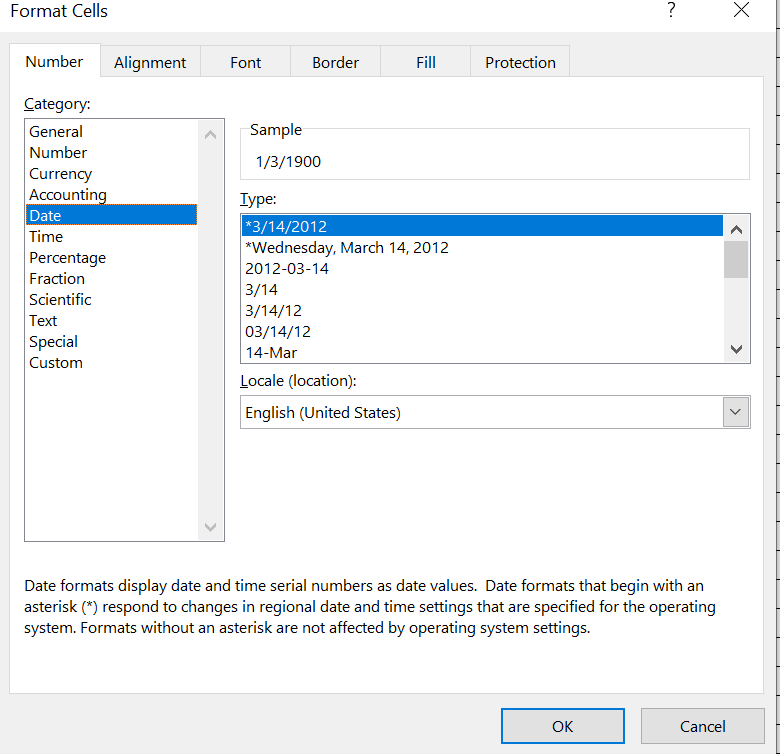 Format Cells
?
Number
Alignment
Font
Border
Fill
Protection
Category:
General
Number
Currency
Accounting
Date
Time
Percentage
Fraction
Scientific
Text
Special
Custom
Sample
1/3/1900
Type:
*3/14/2012
*Wednesday, March 14, 2012
2012-03-14
3/14
3/14/12
03/14/12
14-Mar
Locale (location):
English (United States)
Date formats display date and time serial numbers as date values.  Date formats that begin with an
asterisk (*) respond to changes in regional date and time settings that are specified for the operating
system. Formats without an asterisk are not affected by operating system settings.
OK
Cancel